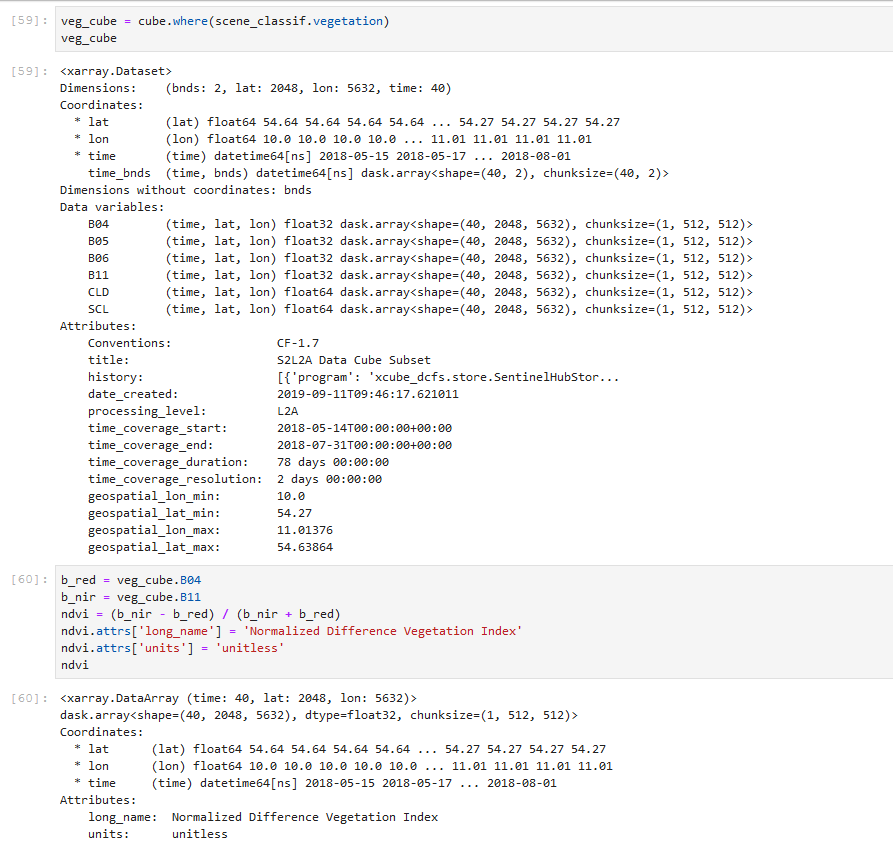 [59]: veg_cube = cube.where(scene_classif.vegetation)
veg_cube
[59]: <xarray.Dataset>
Dimensions:    (bnds: 2, lat: 2048, lon: 5632, time: 40)
Coordinates:
  * lat        (lat) float64 54.64 54.64 54.64 54.64 ... 54.27 54.27 54.27 54.27
  * lon        (lon) float64 10.0 10.0 10.0 10.0 ... 11.01 11.01 11.01 11.01
  * time       (time) datetime64[ns] 2018-05-15 2018-05-17 ... 2018-08-01
    time_bnds  (time, bnds) datetime64[ns] dask.array<shape=(40, 2), chunksize=(40, 2)>
Dimensions without coordinates: bnds
Data variables:
    B04        (time, lat, lon) float32 dask.array<shape=(40, 2048, 5632), chunksize=(1, 512, 512)>
    B05        (time, lat, lon) float32 dask.array<shape=(40, 2048, 5632), chunksize=(1, 512, 512)>
    B06        (time, lat, lon) float32 dask.array<shape=(40, 2048, 5632), chunksize=(1, 512, 512)>
    B11        (time, lat, lon) float32 dask.array<shape=(40, 2048, 5632), chunksize=(1, 512, 512)>
    CLD        (time, lat, lon) float64 dask.array<shape=(40, 2048, 5632), chunksize=(1, 512, 512)>
    SCL        (time, lat, lon) float64 dask.array<shape=(40, 2048, 5632), chunksize=(1, 512, 512)>
Attributes:
    Conventions:               CF-1.7
    title:                     S2L2A Data Cube Subset
    history:                   [{'program': 'xcube_dcfs.store.SentinelHubStor...
    date_created:              2019-09-11T09:46:17.621011
    processing_level:          L2A
    time_coverage_start:       2018-05-14T00:00:00+00:00
    time_coverage_end:         2018-07-31T00:00:00+00:00
    time_coverage_duration:    78 days 00:00:00
    time_coverage_resolution:  2 days 00:00:00
    geospatial_lon_min:        10.0
    geospatial_lat_min:        54.27
    geospatial_lon_max:        11.01376
    geospatial_lat_max:        54.63864
[60]: b_red = veg_cube.B04
b_nir = veg_cube.B11
ndvi = (b_nir - b_red) / (b_nir + b_red)
ndvi.attrs['long_name'] = 'Normalized Difference Vegetation Index'
ndvi.attrs['units'] = 'unitless'
ndvi
[60]: <xarray.DataArray (time: 40, lat: 2048, lon: 5632)>
dask.array<shape=(40, 2048, 5632), dtype=float32, chunksize=(1, 512, 512)>
Coordinates:
  * lat      (lat) float64 54.64 54.64 54.64 54.64 ... 54.27 54.27 54.27 54.27
  * lon      (lon) float64 10.0 10.0 10.0 10.0 10.0 ... 11.01 11.01 11.01 11.01
  * time     (time) datetime64[ns] 2018-05-15 2018-05-17 ... 2018-08-01
Attributes:
    long_name:  Normalized Difference Vegetation Index
    units:      unitless